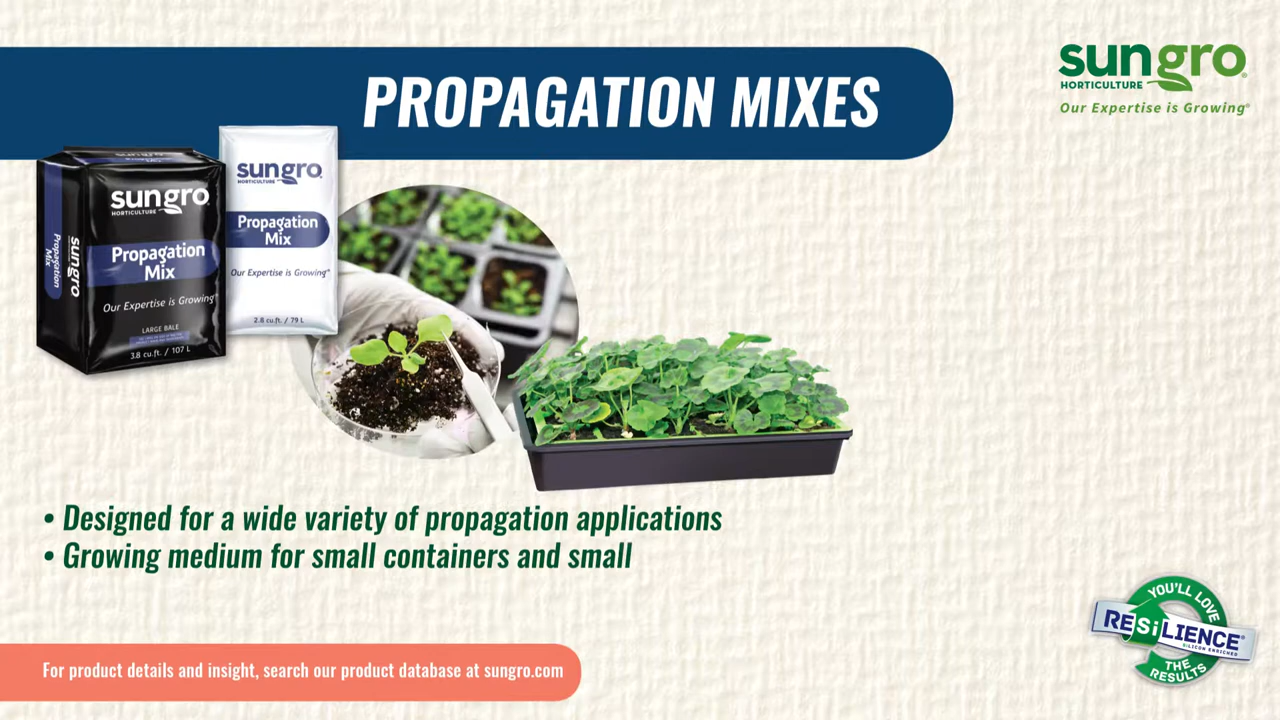 PROPAGATION MIXES
sungro
HORTICULTURE
Our Expertise is Growing®
sungro
HORTICULTURE
Propagation
Mix
Our Expertise is Growing®
LARGE BALE
3.8 cu.ft. / 107 L
sungro
Propagation
Mix
sungro
HORTICULTURE
Propagation
Mix
Our Expertise is Growing®
2.8 cu.ft. / 79 L
• Designed for a wide variety of propagation applications
• Growing medium for small containers and small
YOU'LL LOVE
RESiLIENCE®
SILICON ENRICHED
THE
RESULTS
For product details and insight, search our product database at sungro.com